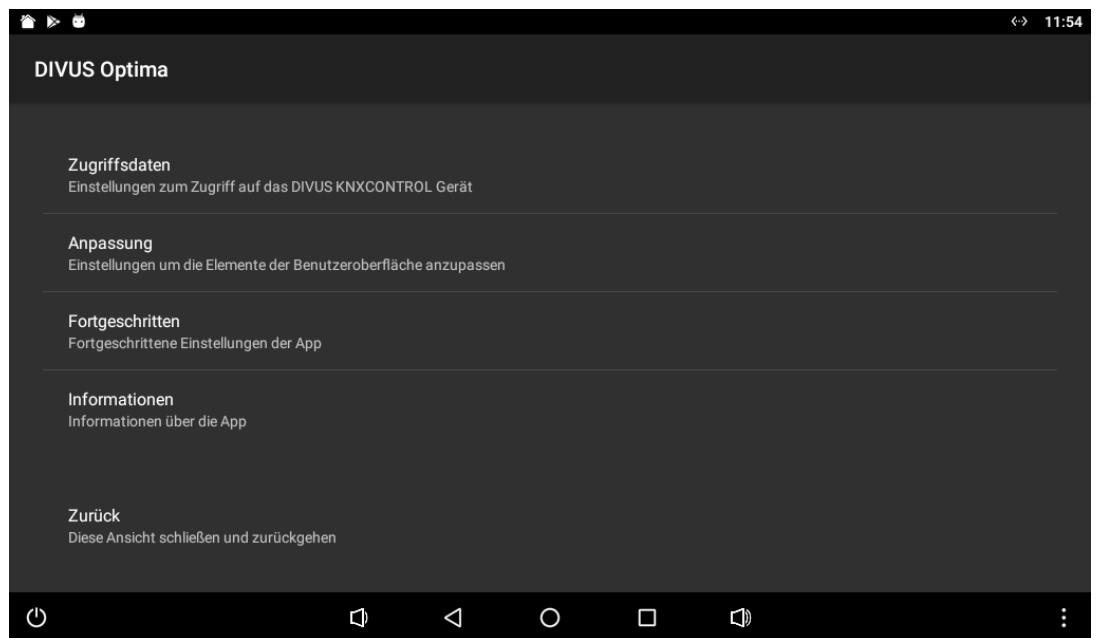 11:54
DIVUS Optima
Zugriffsdaten
Einstellungen zum Zugriff auf das DIVUS KNXCONTROL Gerät
Anpassung
Einstellungen um die Elemente der Benutzeroberfläche anzupassen
Fortgeschritten
Fortgeschrittene Einstellungen der App
Informationen
Informationen über die App
Zurück
Diese Ansicht schließen und zurückgehen